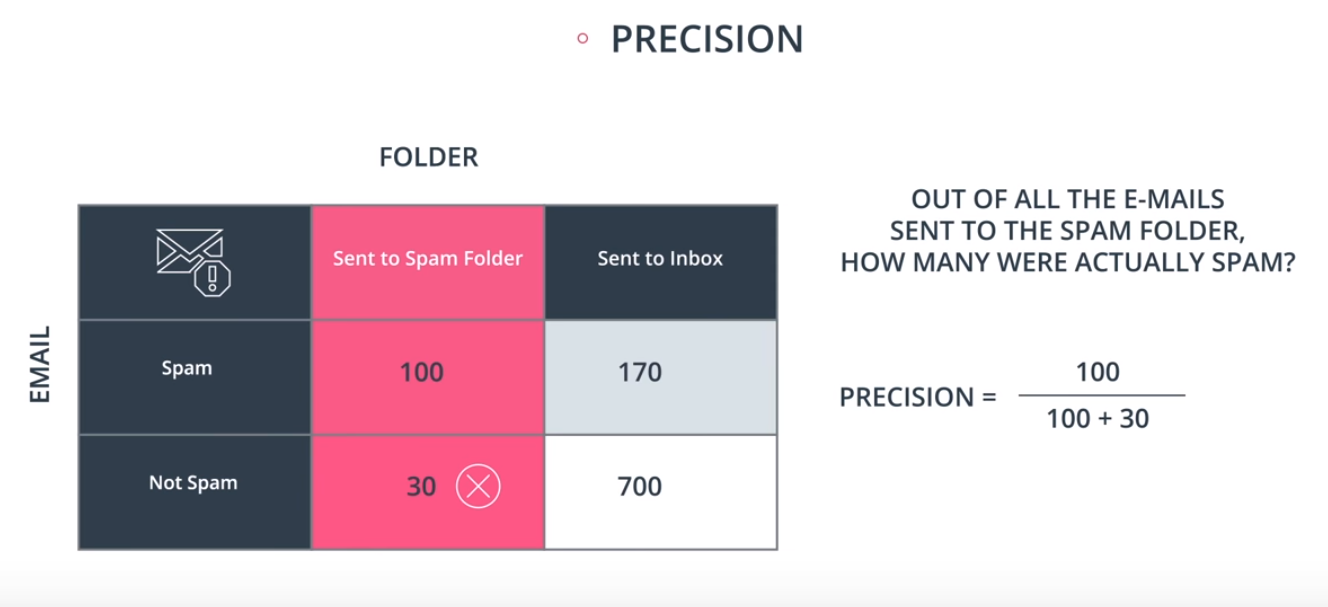 PRECISION
FOLDER
EMAIL
Sent to Spam Folder
Sent to Inbox
Spam
100
170
Not Spam
30
700
OUT OF ALL THE E-MAILS
SENT TO THE SPAM FOLDER,
HOW MANY WERE ACTUALLY SPAM?
PRECISION =
100
100 + 30